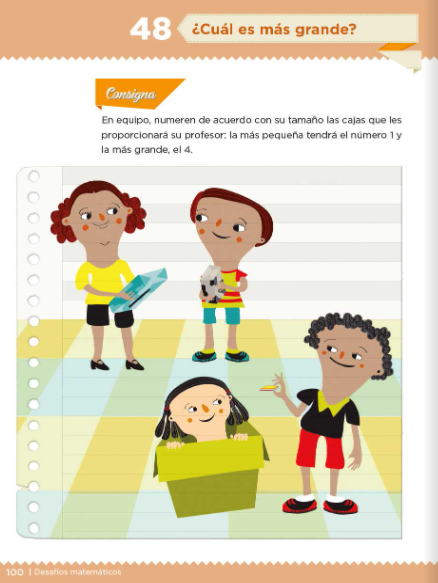 48 ¿Cuál es más grande?
Consigna
En equipo, numeren de acuerdo con su tamaño las cajas que les
proporcionará su profesor: la más pequeña tendrá el número 1 y
la más grande, el 4.
100 | Desafíos matemáticos